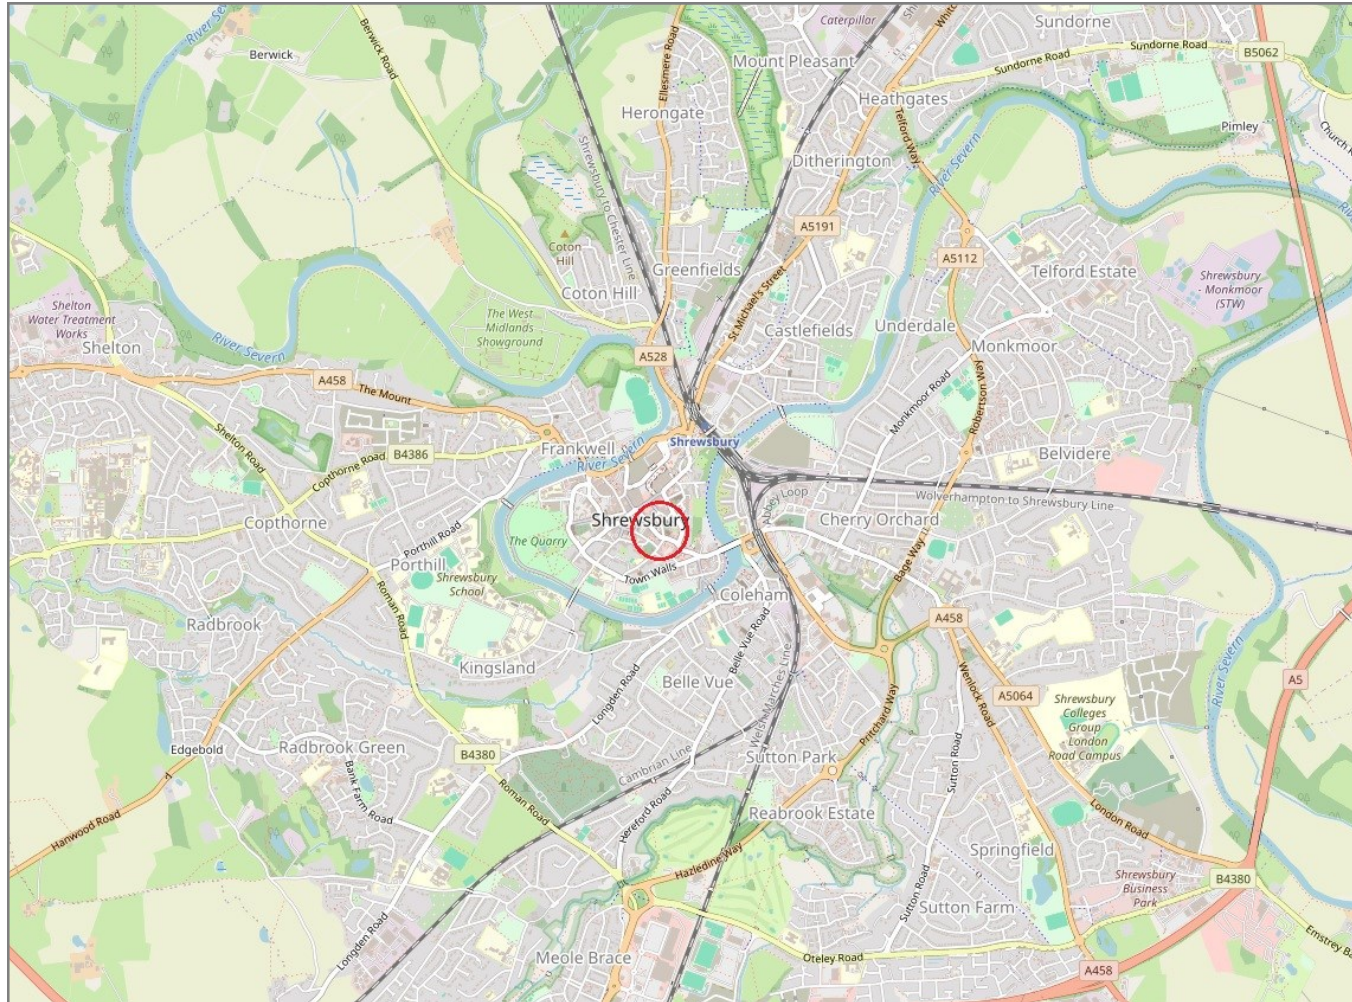 River Severn
Berwick
Berwick Road
Ellesmere Road
Caterpillar
Mount Pleasant
Sundorne
Sundorne Road
Sundorne Road
B5062
Herongate
Heathgates
Telford Way
Pimley
Shrewsbury to Chester Line
Ditherington
River Severn
Coton
Hill
A5191
A5112
Greenfields
Coton Hill
Telford Estate
Shrewsbury
- Monkmoor
(STW)
Shelton
Water Treatment
Works
Shelton
River Severn
The West
Midlands
Showground
St Michael's Street
Castlefields
Underdale
Monkmoor
A528
A458
The Mount
Monkmoor Road
Robertson Way
Shelton Road
Copthorne Road
B4386
Frankwell
River Severn
Shrewsbury
Belvidere
Abbey Loop
Wolverhampton to Shrewsbury Line
Copthorne
Shrewsbury
The Quarry
Cherry Orchard
Porthill Road
Porthill
Shrewsbury
School
Town Walls
Coleham
Bage Way
Roman Road
Radbrook
A458
Kingsland
Longden Road
Belle Vue Road
Belle Vue
Welsh Marches Line
Pritchard Way
Wenlock Road
A5064
Shrewsbury
Colleges
Group
London
Road Campus
River Severn
A5
Edgebold
Radbrook Green
B4380
Cambrian Line
Sutton Park
Sutton Road
Bank Farm Road
Roman Road
Hereford Road
Reabrook Estate
London Road
Hanwood Road
Hazledine Way
Springfield
Shrewsbury
Business
Park
B4380
Sutton Road
Sutton Farm
Longden Road
Meole Brace
Oteley Road
A458